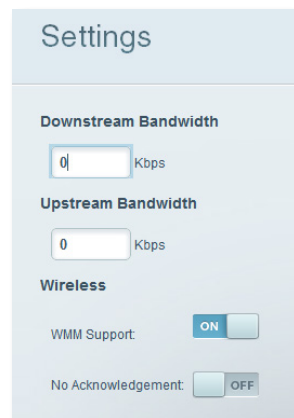 Settings
Downstream Bandwidth
0 Kbps
Upstream Bandwidth
0 Kbps
Wireless
WMM Support: ON
No Acknowledgement: OFF